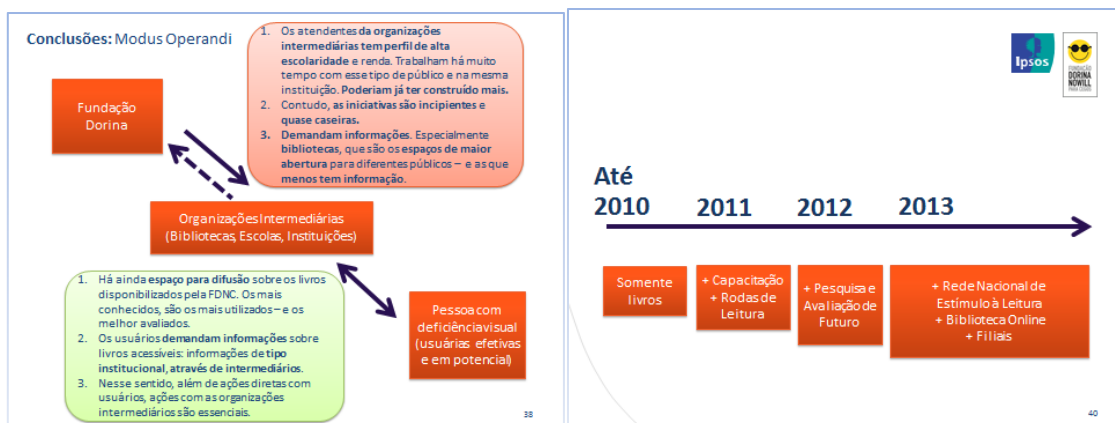 Conclusões: Modus Operandi
1. Os atendentes da organizações
intermediárias tem perfil de alta
escolaridade e renda. Trabalham há muito
tempo com esse tipo de público e na mesma
instituição. Poderiam já ter construído mais.
2. Contudo, as iniciativas são incipientes e
quase caseiras.
3. Demandam informações. Especialmente
bibliotecas, que são os espaços de maior
abertura para diferentes públicos – e as que
menos tem informação.
Fundação
Dorina
Organizações Intermediárias
(Bibliotecas, Escolas, Instituições)
1. Há ainda espaço para difusão sobre os livros
disponibilizados pela FDNC. Os mais
conhecidos, são os mais utilizados – e os
melhor avaliados.
2. Os usuários demandam informações sobre
livros acessíveis: informações de tipo
institucional, através de intermediários.
3. Nesse sentido, além de ações diretas com
usuários, ações com as organizações
intermediários são essenciais.
Pessoa com
deficiência visual
(usuárias efetivas
e em potencial)
38
Ipsos
FUNDAÇÃO
DORINA
NOWILL
PARA CEGOS
Até
2010
2011
2012
2013
Somente
livros
+ Capacitação
+ Rodas de
Leitura
+ Pesquisa e
Avaliação de
Futuro
+ Rede Nacional de
Estímulo à Leitura
+ Biblioteca Online
+ Filiais
40